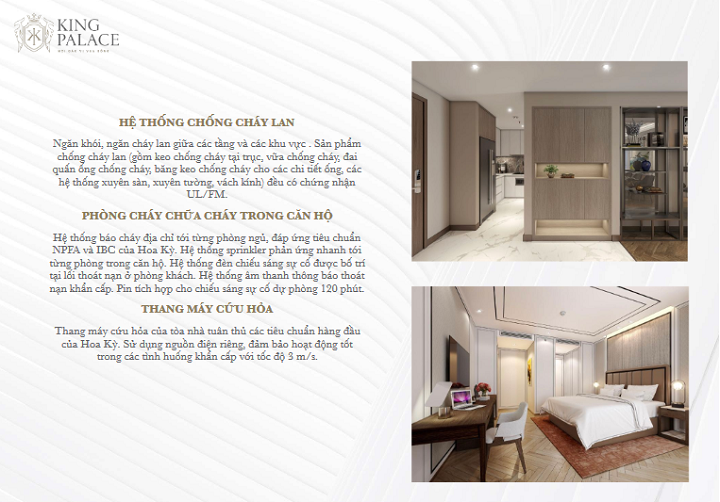 KING
PALACE
HỆ THỐNG CHỐNG CHÁY LAN
Ngăn khói, ngăn cháy lan giữa các tầng và các khu vực . Sản phẩm
chống cháy lan (gồm keo chống cháy tại trục, vữa chống cháy, đai
quấn ống chống cháy, băng keo chống cháy cho các chi tiết ống, các
hệ thống xuyên sàn, xuyên tường, vách kính) đều có chứng nhận
UL/FM.
PHÒNG CHÁY CHỮA CHÁY TRONG CĂN HỘ
Hệ thống báo cháy địa chỉ tới từng phòng ngủ, đáp ứng tiêu chuẩn
NPFA và IBC của Hoa Kỳ. Hệ thống sprinkler phản ứng nhanh tới
từng phòng trong căn hộ. Hệ thống đèn chiếu sáng sự cố được bố trí
tại lối thoát nạn ở phòng khách. Hệ thống âm thanh thông báo thoát
nạn khẩn cấp. Pin tích hợp cho chiếu sáng sự cố dự phòng 120 phút.
THANG MÁY CỨU HỎA
Thang máy cứu hỏa của tòa nhà tuân thủ các tiêu chuẩn hàng đầu
của Hoa Kỳ. Sử dụng nguồn điện riêng, đảm bảo hoạt động tốt
trong các tình huống khẩn cấp với tốc độ 3 m/s.